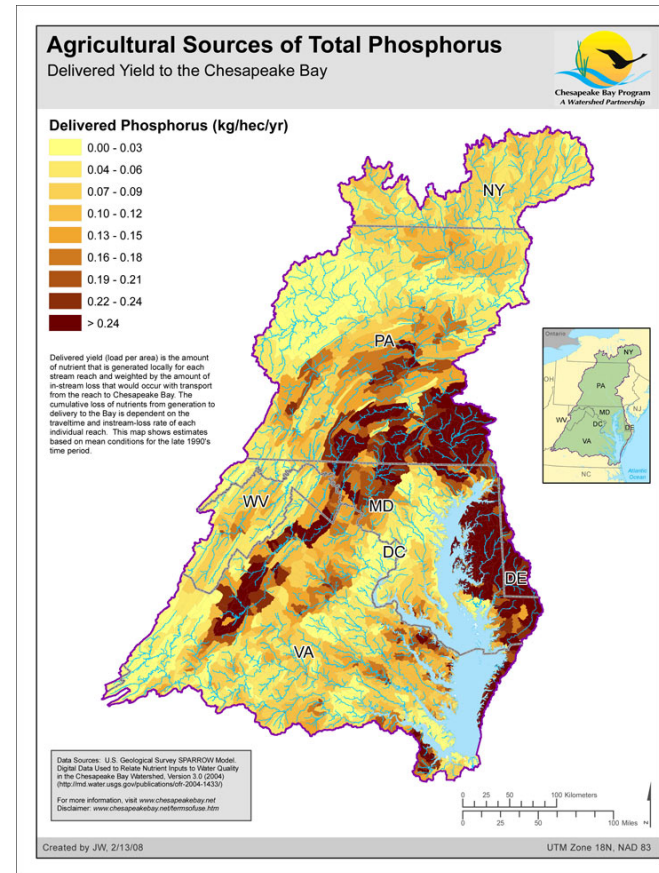 Agricultural Sources of Total Phosphorus
Delivered Yield to the Chesapeake Bay
Chesapeake Bay Program
A Watershed Partnership
Delivered Phosphorus (kg/hec/yr)
0.00 - 0.03
0.04 - 0.06
0.07 - 0.09
0.10 - 0.12
0.13 - 0.15
0.16 - 0.18
0.19 - 0.21
0.22 - 0.24
> 0.24
Delivered yield (load per area) is the amount
of nutrient that is generated locally for each
stream reach and weighted by the amount of
in-stream loss that would occur with transport
from the reach to Chesapeake Bay. The
cumulative loss of nutrients from generation to
delivery to the Bay is dependent on the
traveltime and instream-loss rate of each
individual reach. This map shows estimates
based on mean conditions for the late 1990's
time period.
NY
PA
WV
MD
DC
DE
VA
Ontario
NY
OH
PA
NJ
MD
WV
DC
DE
VA
Atlantic
Ocean
NC
Data Sources: U.S. Geological Survey SPARROW Model.
Digital Data Used to Relate Nutrient Inputs to Water Quality
in the Chesapeake Bay Watershed, Version 3.0 (2004)
(http://md.water.usgs.gov/publications/ofr-2004-1433/)
For more information, visit www.chesapeakebay.net
Disclaimer: www.chesapeakebay.net/termsofuse.htm
0 25 50 100 Kilometers
0 25 50 100 Miles
N
Created by JW, 2/13/08
UTM Zone 18N, NAD 83